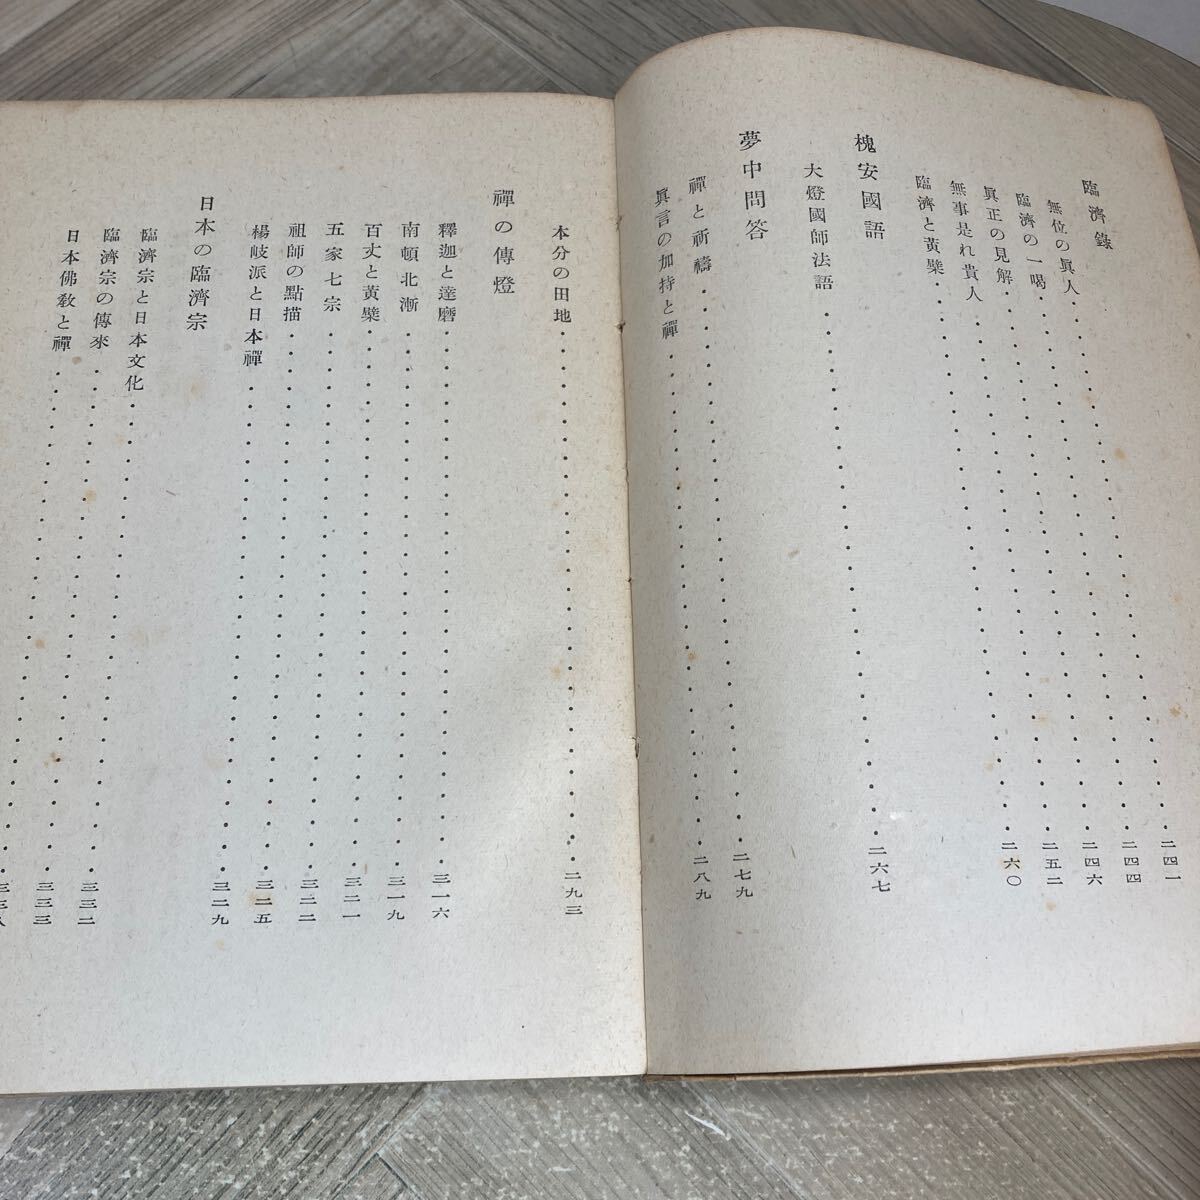 臨濟錄
無位の眞人‥‥‥‥‥‥‥‥二四一
臨濟の一喝‥‥‥‥‥‥‥‥二四四
眞正の見解‥‥‥‥‥‥‥‥二四六
無事是れ貴人‥‥‥‥‥‥‥‥二五二
臨濟と黃檗‥‥‥‥‥‥‥‥二六〇
槐安國語
大燈國師法語‥‥‥‥‥‥‥‥二六七
夢中問答
禪と祈禱‥‥‥‥‥‥‥‥二七九
眞言の加持と禪‥‥‥‥‥‥‥‥二八九
本分の田地‥‥‥‥‥‥‥‥二九三
禪の傳燈
釋迦と達磨‥‥‥‥‥‥‥‥三一六
南頓北漸‥‥‥‥‥‥‥‥三一九
百丈と黃檗‥‥‥‥‥‥‥‥三二一
五家七宗‥‥‥‥‥‥‥‥三二二
祖師の點描‥‥‥‥‥‥‥‥三二五
楊岐派と日本禪‥‥‥‥‥‥‥‥三二九
日本の臨濟宗
臨濟宗と日本文化‥‥‥‥‥‥‥‥三三二
臨濟宗の傳來‥‥‥‥‥‥‥‥三三三
日本佛敎と禪‥‥‥‥‥‥‥‥三三八